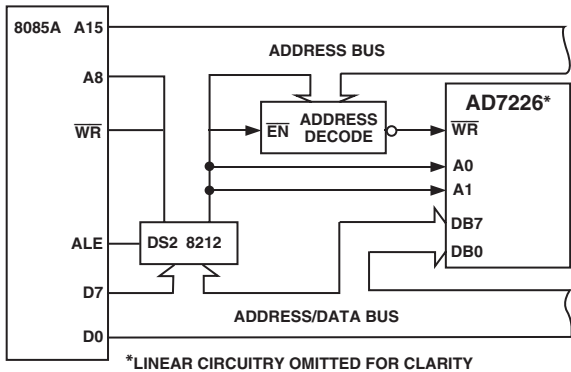 8085A A15
ADDRESS BUS
A8
AD7226*
EN ADDRESS DECODE
WR
WR
A0
A1
DB7
ALE
DS2 8212
DB0
D7
ADDRESS/DATA BUS
D0
*LINEAR CIRCUITRY OMITTED FOR CLARITY